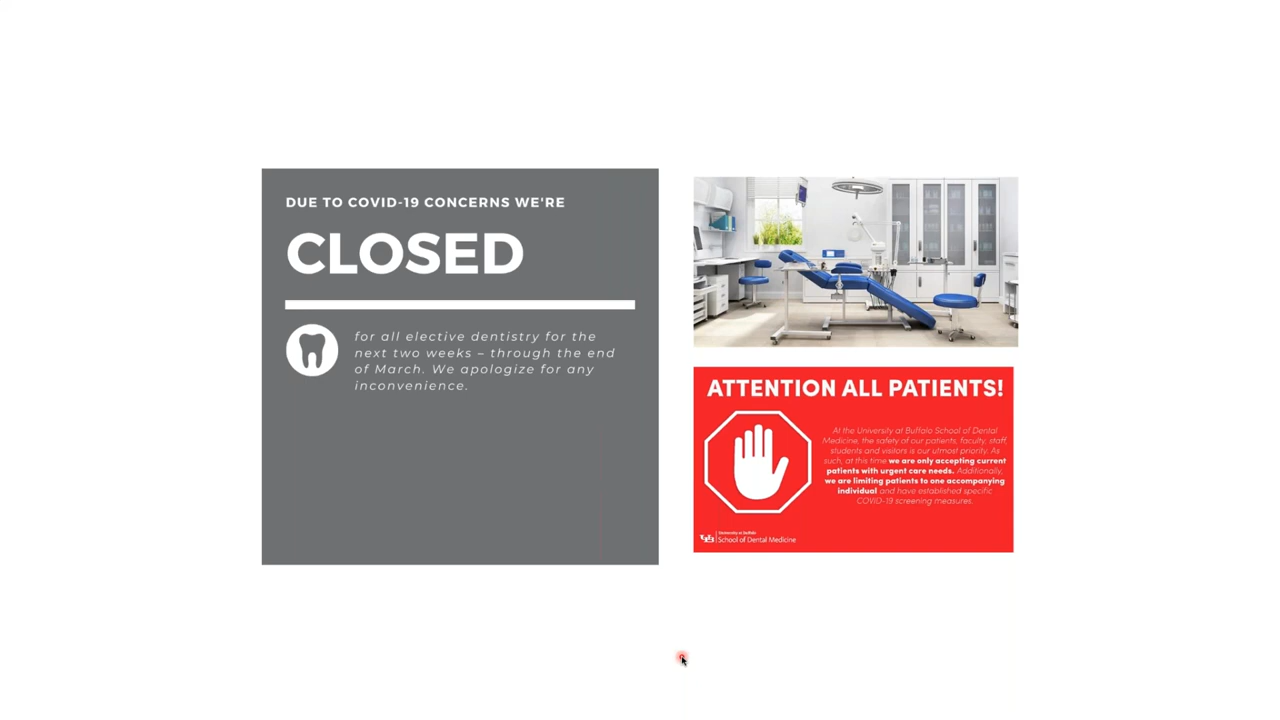 DUE TO COVID-19 CONCERNS WE'RE
CLOSED
for all elective dentistry for the
next two weeks – through the end
of March. We apologize for any
inconvenience.
ATTENTION ALL PATIENTS!
At the University at Buffalo School of Dental
Medicine, the safety of our patients, faculty, staff,
students and visitors is our utmost priority. As
such, at this time we are only accepting current
patients with urgent care needs. Additionally,
we are limiting patients to one accompanying
individual and have established specific
COVID-19 screening measures.
University at Buffalo
School of Dental Medicine